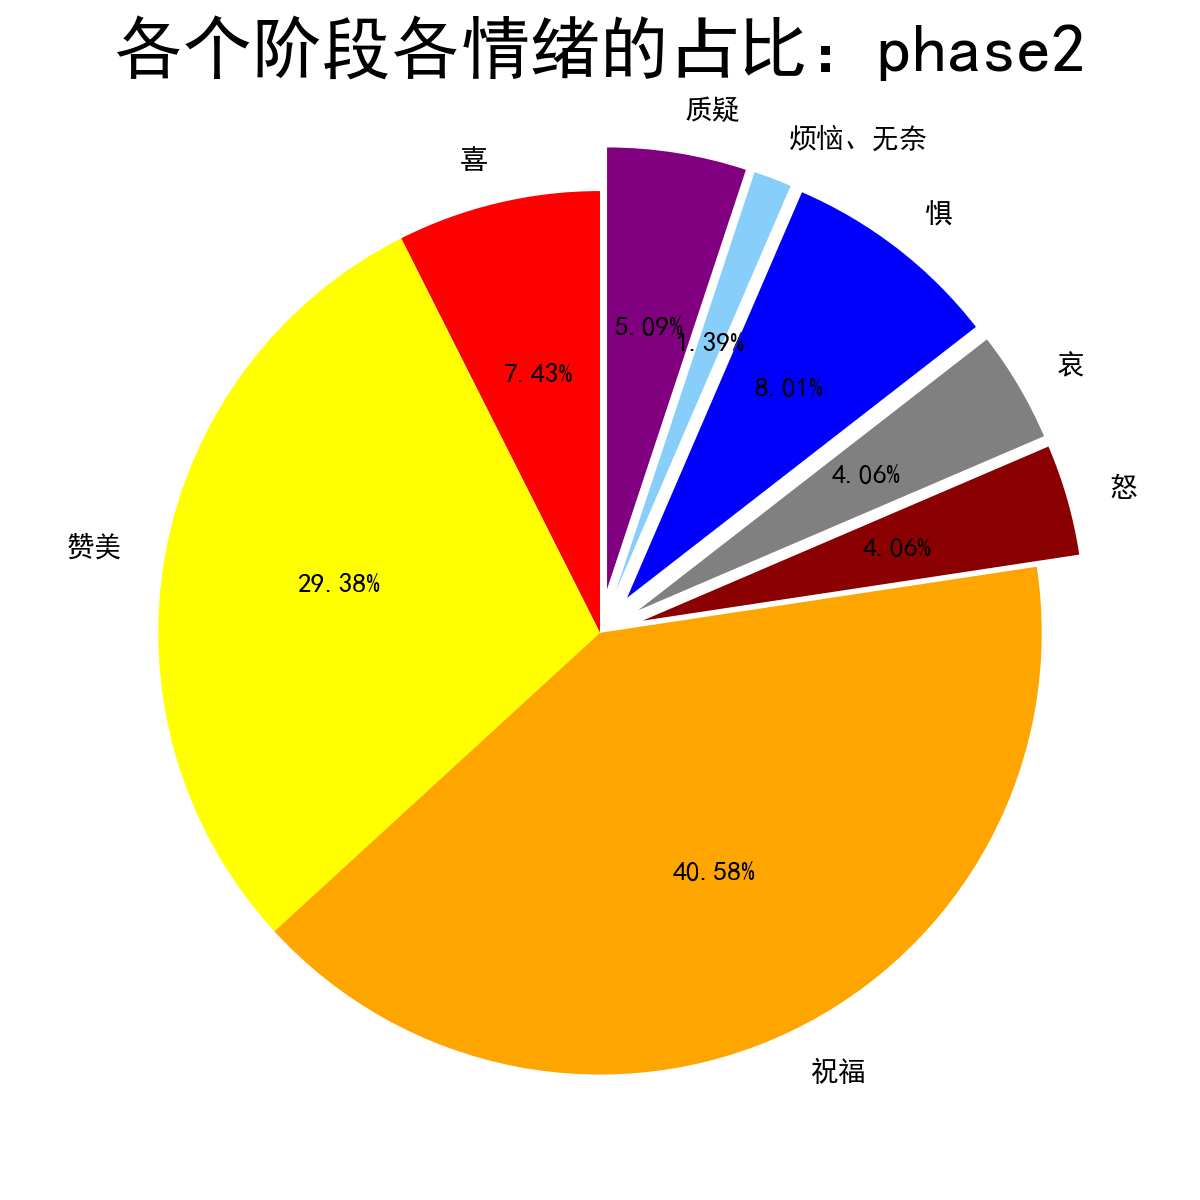 各个阶段各情绪的占比：phase2
质疑
烦恼、无奈
喜
惧
5.09%
1.39%
哀
7.43%
8.01%
4.06%
怒
赞美
4.06%
29.38%
40.58%
祝福